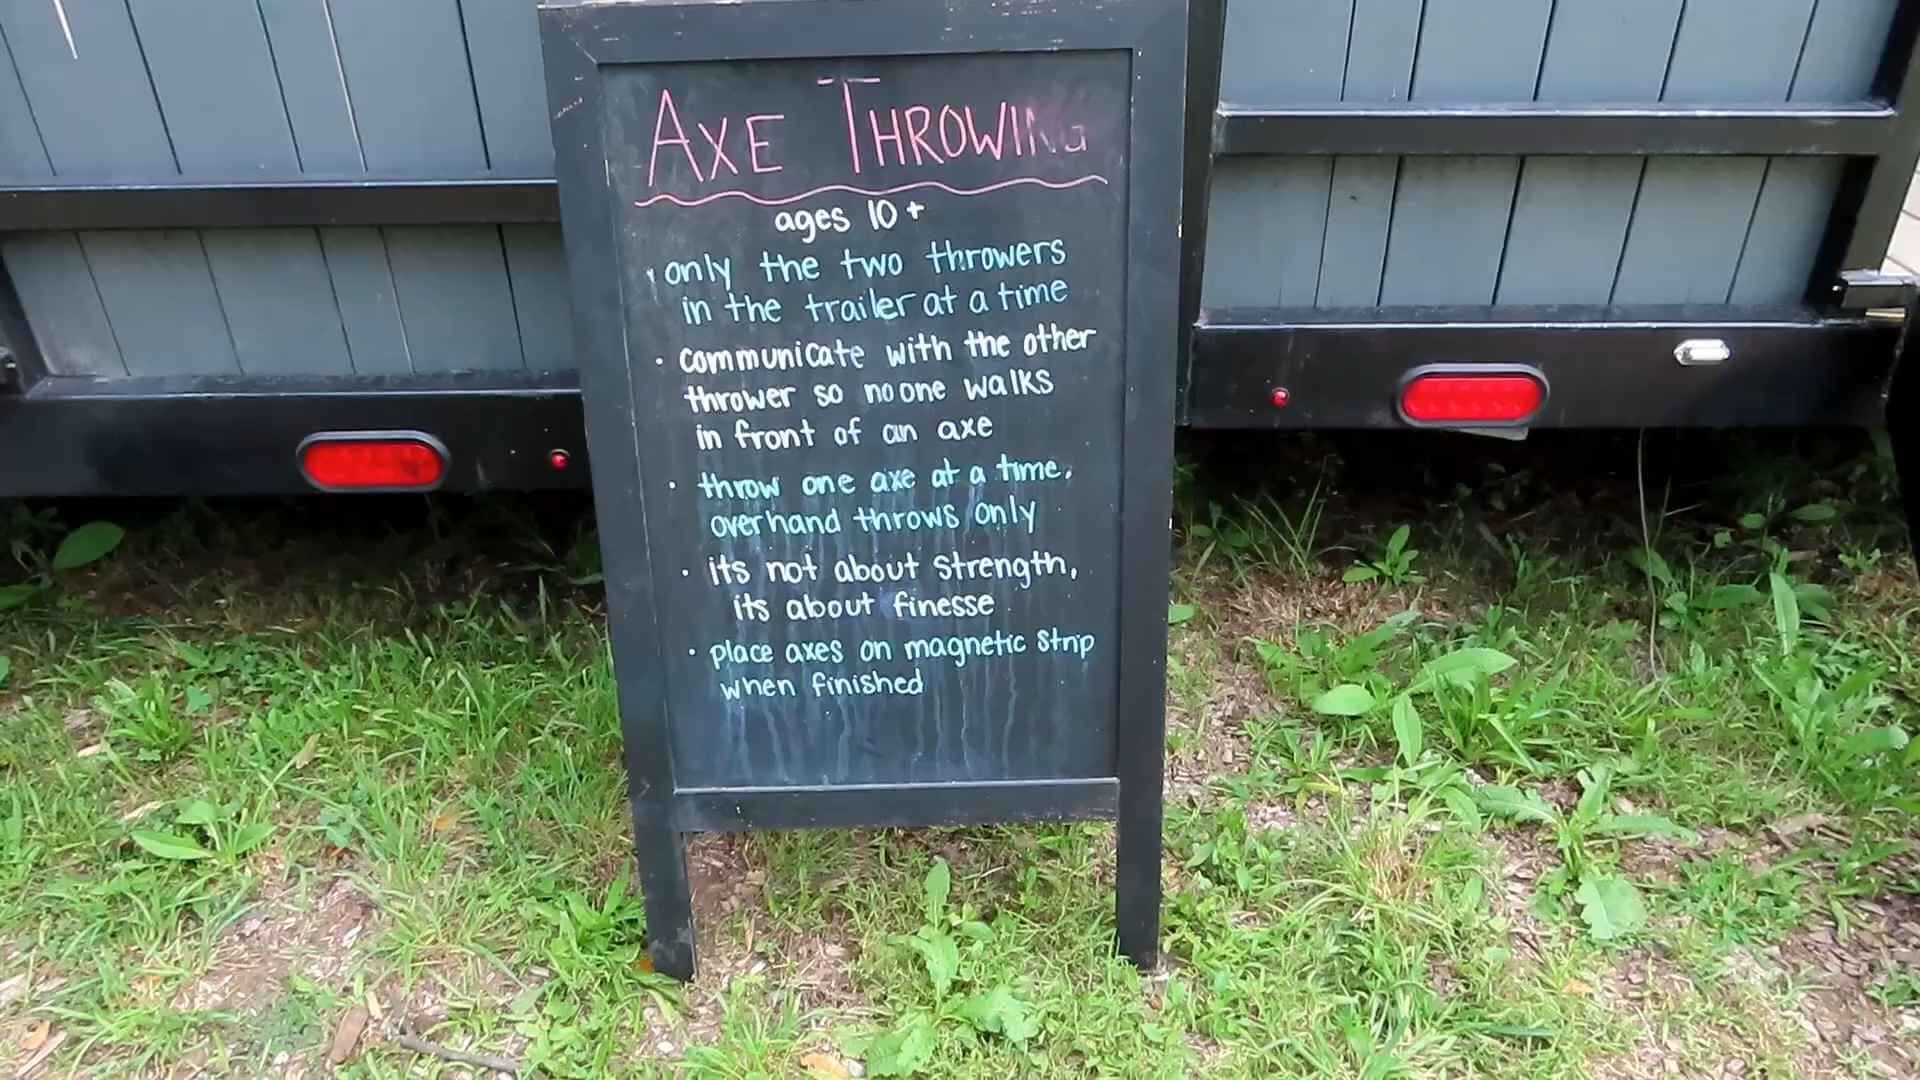 AXE THROWING
ages 10+
· only the two throwers
in the trailer at a time
· communicate with the other
thrower so no one walks
in front of an axe
· throw one axe at a time.
overhand throws only
· its not about strength,
its about finesse
· place axes on magnetic strip
when finished